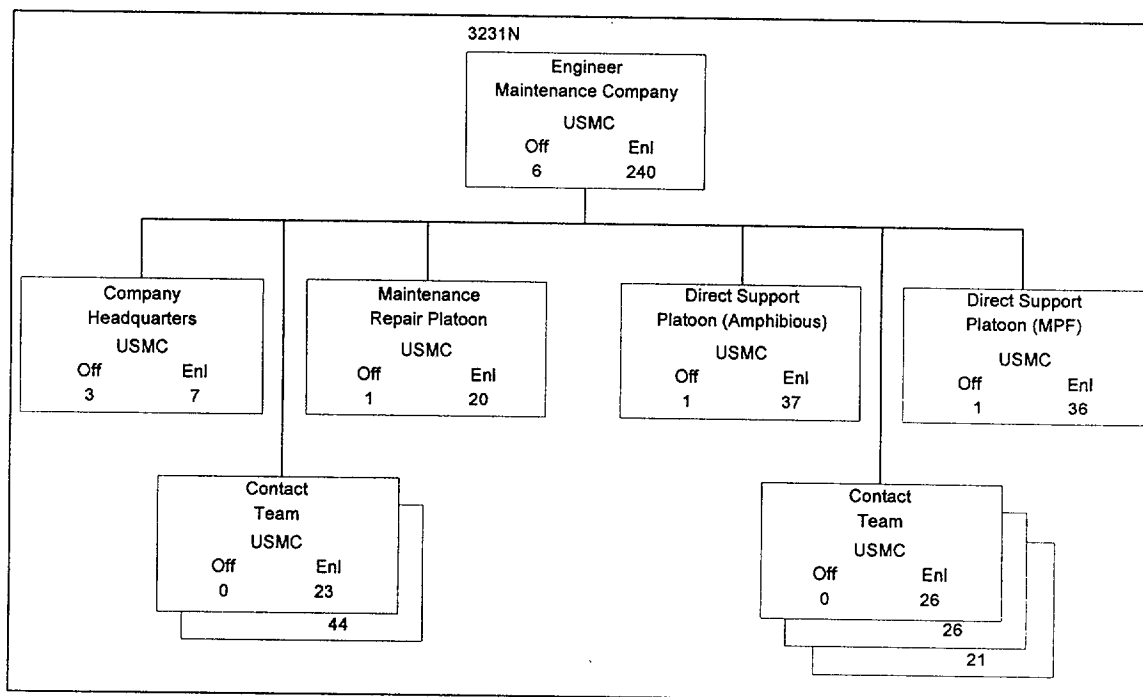 3231N
Engineer
Maintenance Company
USMC
Off Enl
6 240
Company
Headquarters
USMC
Off Enl
3 7
Maintenance
Repair Platoon
USMC
Off Enl
1 20
Direct Support
Platoon (Amphibious)
USMC
Off Enl
1 37
Direct Support
Platoon (MPF)
USMC
Off Enl
1 36
Contact
Team
USMC
Off Enl
0 23
44
Contact
Team
USMC
Off Enl
0 26
26
21